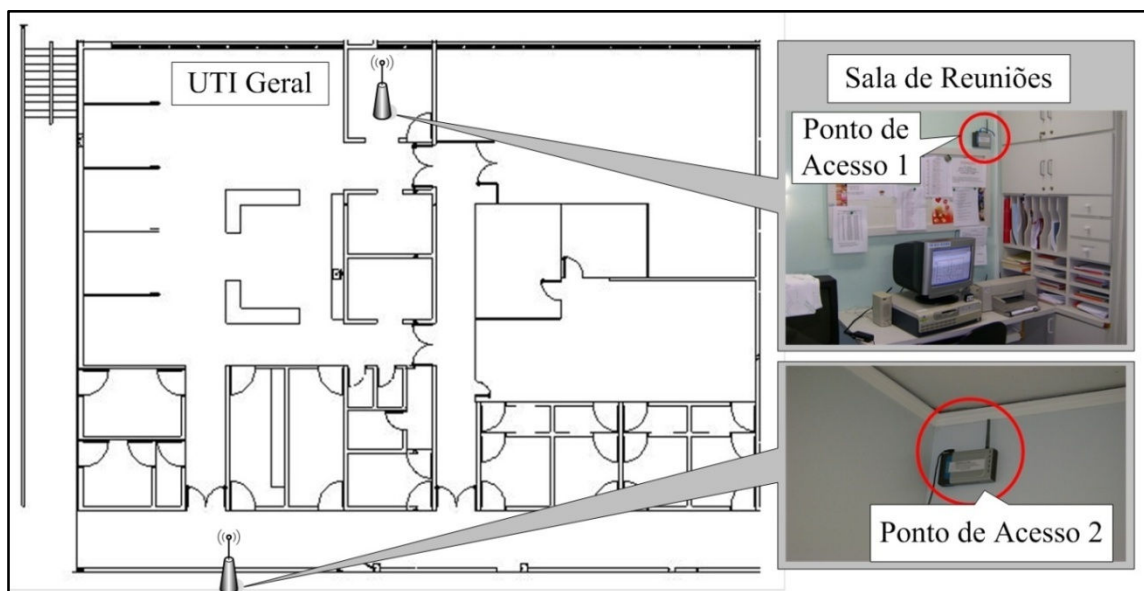 UTI Geral
Sala de Reuniões
Ponto de
Acesso 1
Ponto de Acesso 2